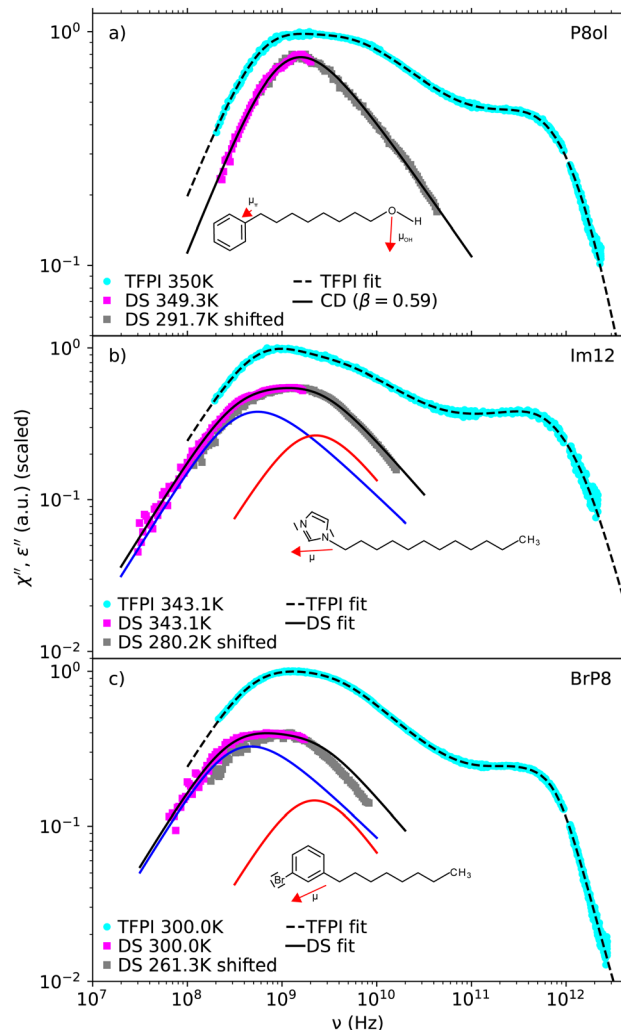 a)
P8ol
10⁰
10⁻¹
μπ
O
H
μOH
TFPI 350K
DS 349.3K
DS 291.7K shifted
TFPI fit
CD (β = 0.59)
b)
Im12
10⁰
10⁻¹
10⁻²
χ″, ε″ (a.u.) (scaled)
N
N
CH3
μ
TFPI 343.1K
DS 343.1K
DS 280.2K shifted
TFPI fit
DS fit
c)
BrP8
10⁰
10⁻¹
10⁻²
Br
CH3
μ
TFPI 300.0K
DS 300.0K
DS 261.3K shifted
TFPI fit
DS fit
10⁷ 10⁸ 10⁹ 10¹⁰ 10¹¹ 10¹²
ν (Hz)